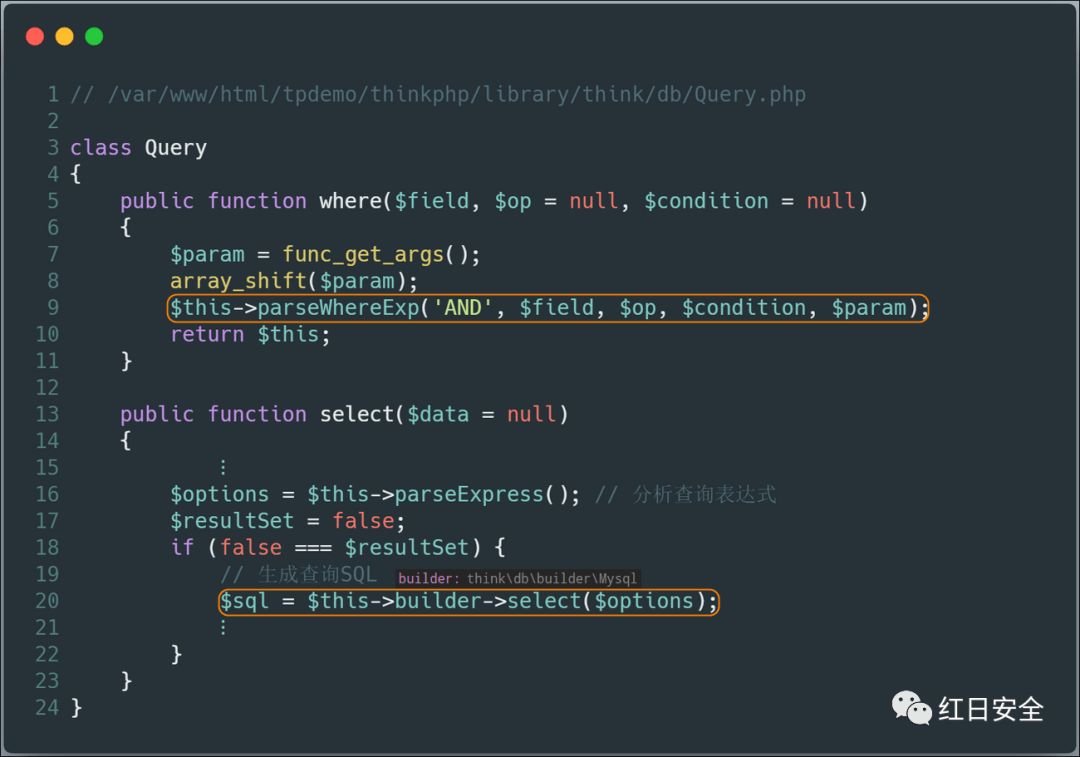 1 // /var/www/html/tpdemo/thinkphp/library/think/db/Query.php
2
3 class Query
4 {
5     public function where($field, $op = null, $condition = null)
6     {
7         $param = func_get_args();
8         array_shift($param);
9         $this->parseWhereExp('AND', $field, $op, $condition, $param);
10         return $this;
11     }
12
13     public function select($data = null)
14     {
15             ⋮
16         $options = $this->parseExpress(); // 分析查询表达式
17         $resultSet = false;
18         if (false === $resultSet) {
19             // 生成查询SQL builder: think\db\builder\Mysql
20             $sql = $this->builder->select($options);
21             ⋮
22         }
23     }
24 }
红日安全